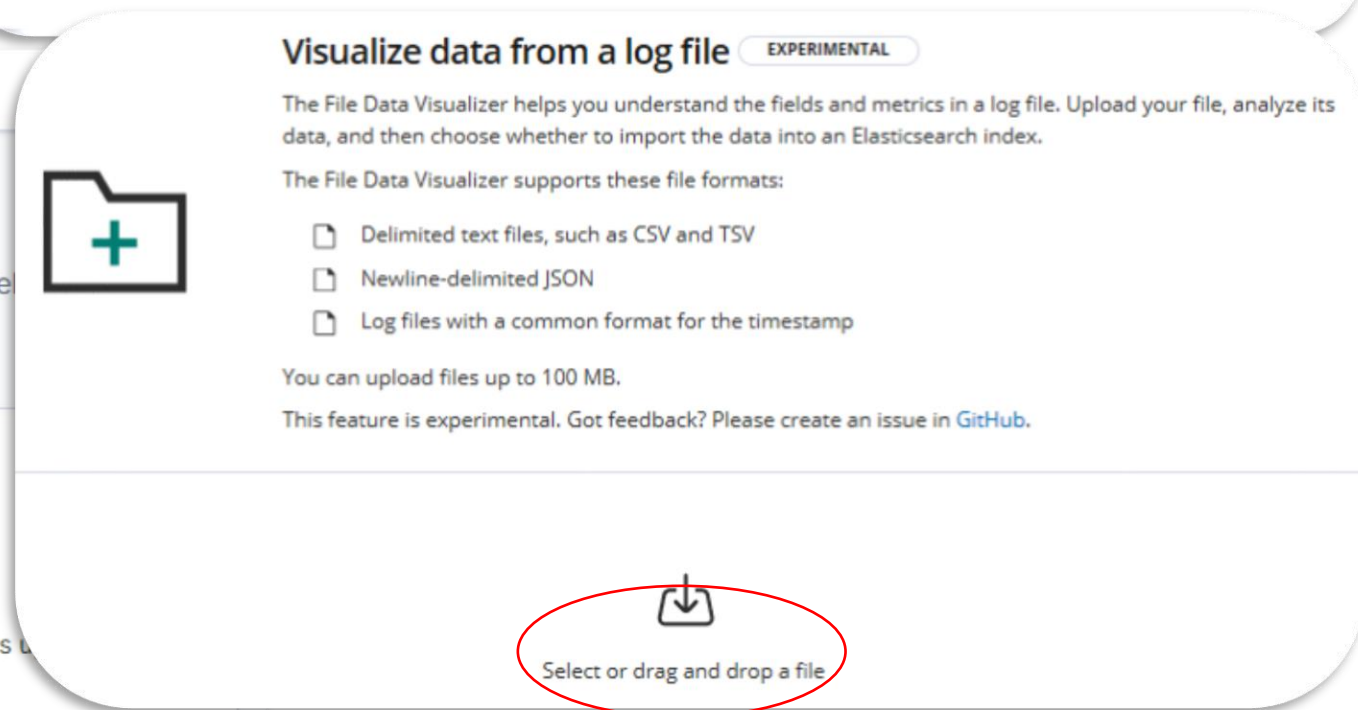 Visualize data from a log file EXPERIMENTAL
The File Data Visualizer helps you understand the fields and metrics in a log file. Upload your file, analyze its
data, and then choose whether to import the data into an Elasticsearch index.
The File Data Visualizer supports these file formats:
Delimited text files, such as CSV and TSV
Newline-delimited JSON
Log files with a common format for the timestamp
You can upload files up to 100 MB.
This feature is experimental. Got feedback? Please create an issue in GitHub.
Select or drag and drop a file